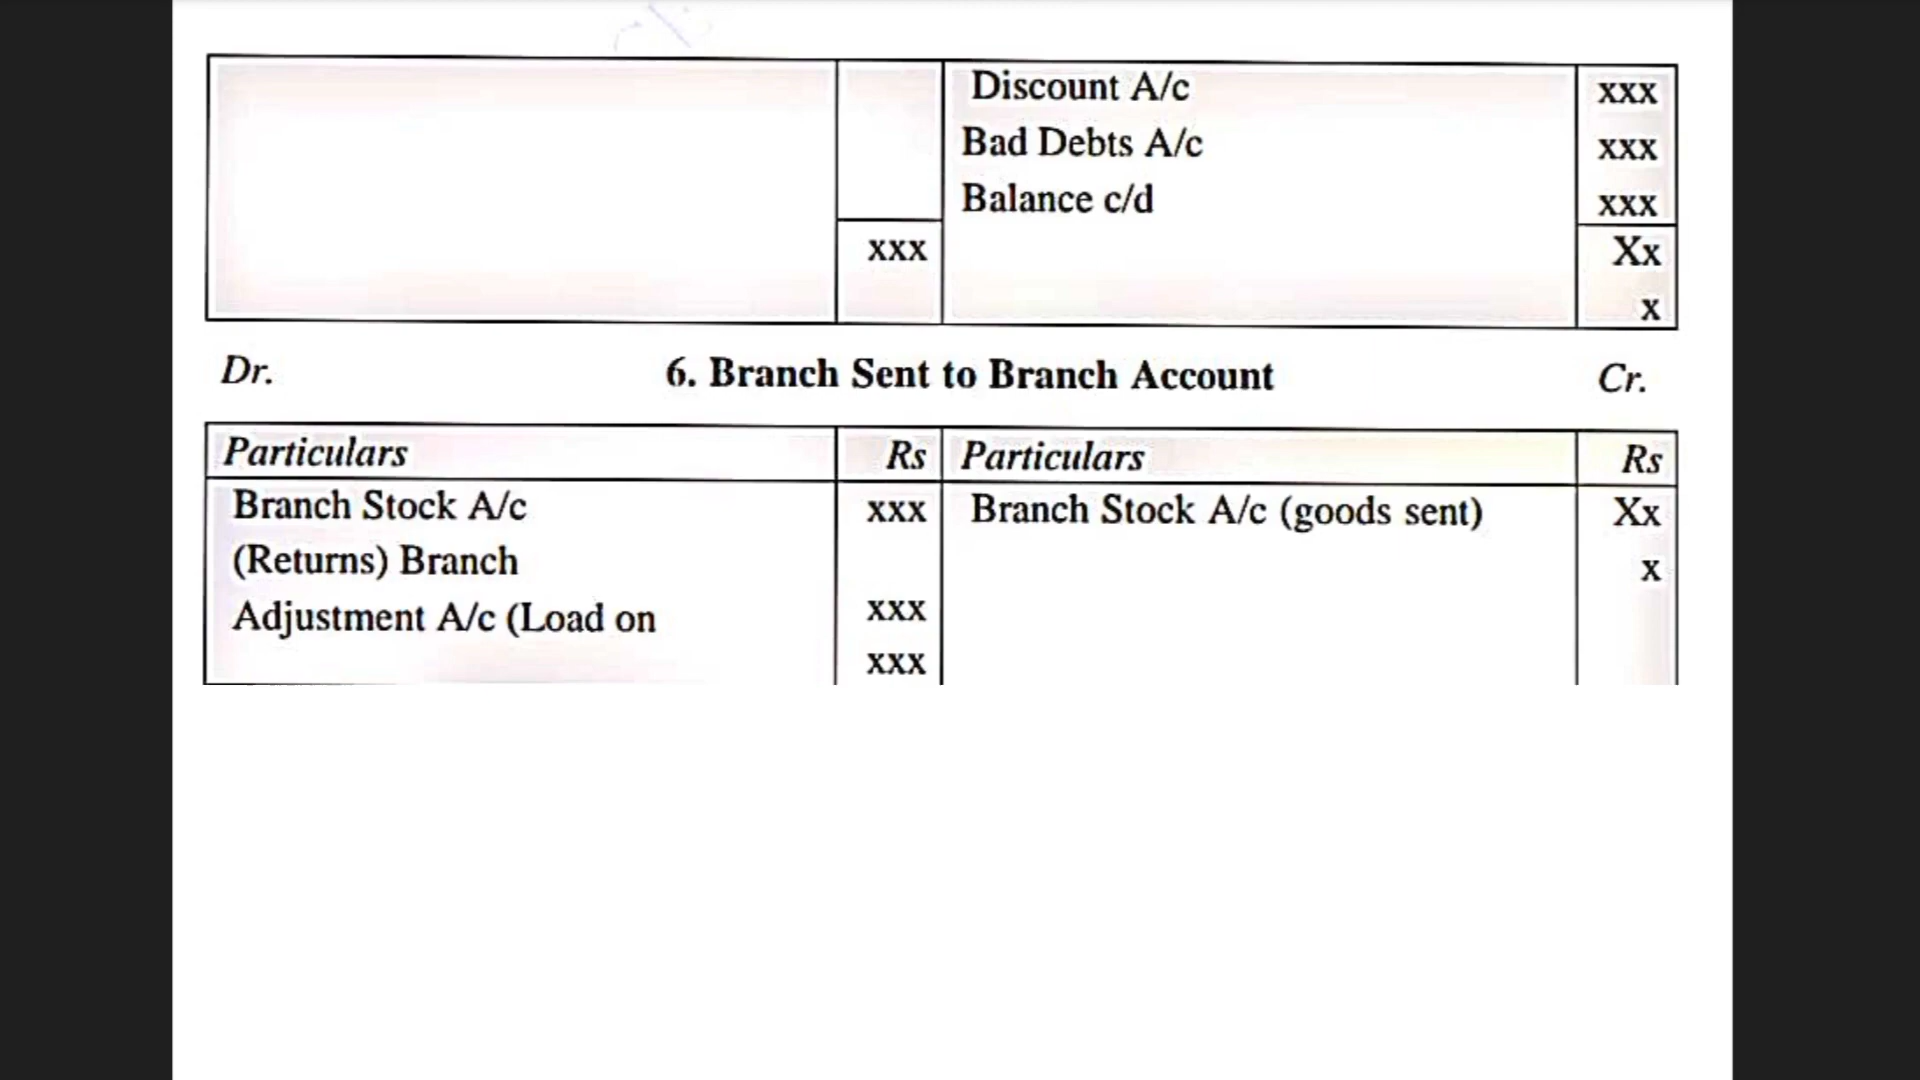 Discount A/c xxx
Bad Debts A/c xxx
Balance c/d xxx
xxx Xx
x
Dr. 6. Branch Sent to Branch Account Cr.
Particulars Rs Particulars Rs
Branch Stock A/c xxx Branch Stock A/c (goods sent) Xx
(Returns) Branch x
Adjustment A/c (Load on xxx
xxx